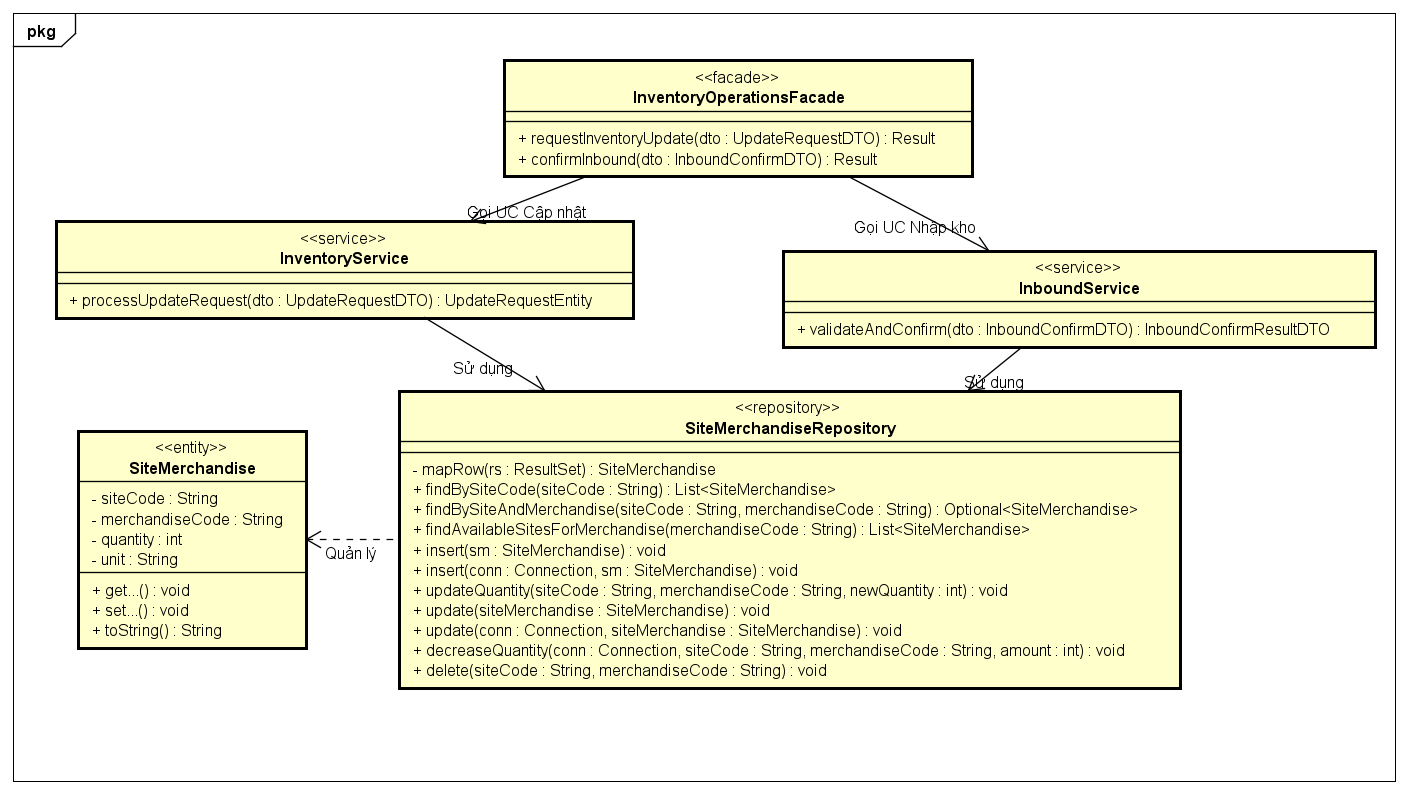 pkg
<<facade>>
InventoryOperationsFacade
+ requestInventoryUpdate(dto : UpdateRequestDTO) : Result
+ confirmInbound(dto : InboundConfirmDTO) : Result
Gọi UC Cập nhật
Gọi UC Nhập kho
<<service>>
InventoryService
+ processUpdateRequest(dto : UpdateRequestDTO) : UpdateRequestEntity
<<service>>
InboundService
+ validateAndConfirm(dto : InboundConfirmDTO) : InboundConfirmResultDTO
Sử dụng
Sử dụng
<<repository>>
SiteMerchandiseRepository
- mapRow(rs : ResultSet) : SiteMerchandise
+ findBySiteCode(siteCode : String) : List<SiteMerchandise>
+ findBySiteAndMerchandise(siteCode : String, merchandiseCode : String) : Optional<SiteMerchandise>
+ findAvailableSitesForMerchandise(merchandiseCode : String) : List<SiteMerchandise>
+ insert(sm : SiteMerchandise) : void
+ insert(conn : Connection, sm : SiteMerchandise) : void
+ updateQuantity(siteCode : String, merchandiseCode : String, newQuantity : int) : void
+ update(siteMerchandise : SiteMerchandise) : void
+ update(conn : Connection, siteMerchandise : SiteMerchandise) : void
+ decreaseQuantity(conn : Connection, siteCode : String, merchandiseCode : String, amount : int) : void
+ delete(siteCode : String, merchandiseCode : String) : void
<<entity>>
SiteMerchandise
- siteCode : String
- merchandiseCode : String
- quantity : int
- unit : String
+ get...() : void
+ set...() : void
+ toString() : String
Quản lý